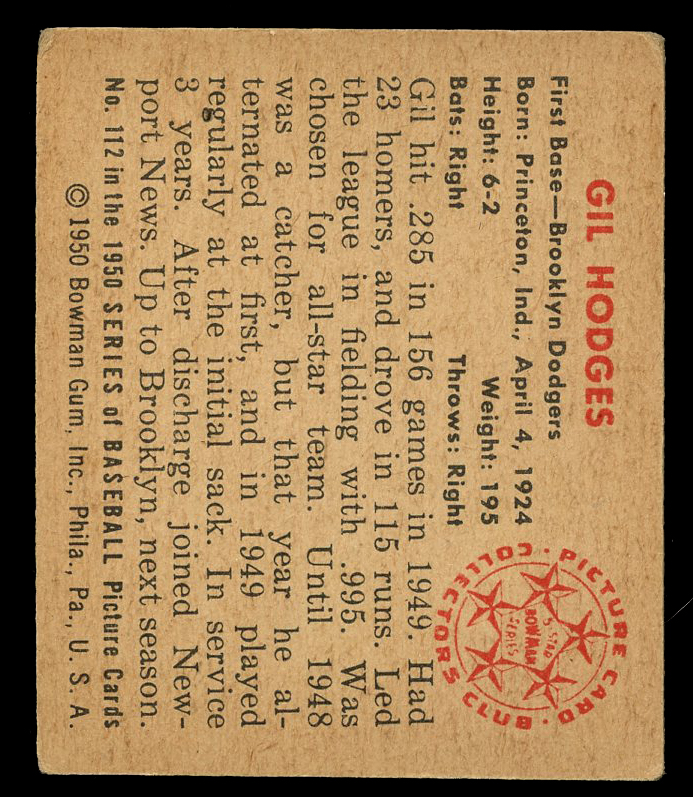 GIL HODGES
First Base—Brooklyn Dodgers
Born: Princeton, Ind., April 4, 1924
Height: 6-2 Weight: 195
Bats: Right Throws: Right
Gil hit .285 in 156 games in 1949. Had
23 homers, and drove in 115 runs. Led
the league in fielding with .995. Was
chosen for all-star team. Until 1948
was a catcher, but that year he al-
ternated at first, and in 1949 played
regularly at the initial sack. In service
3 years. After discharge joined New-
port News. Up to Brooklyn, next season.
No. 112 in the 1950 SERIES of BASEBALL Picture Cards
© 1950 Bowman Gum, Inc., Phila., Pa., U. S. A.
PICTURE CARD · CLUB · COLLECTORS ·
5-STAR
BOWMAN
SERIES